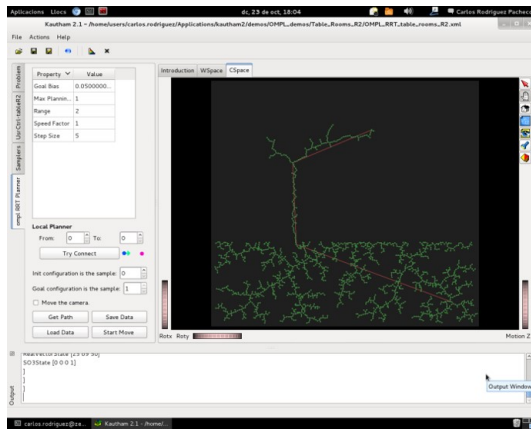 Aplicacions Llocs dc, 23 de oct, 18:04 Carlos Rodriguez Pacheco
Kautham 2.1 - /home/users/carlos.rodriguez/Applications/kautham2/demos/OMPL_demos/Table_Rooms_R2/OMPL_RRT_table_rooms_R2.xml
File Actions Help
Problem
UsrCtrl-tableR2
Samplers
ompl RRT Planner
Property Value
Goal Bias 0.0500000...
Max Plannin... 1
Range 2
Speed Factor 1
Step Size 5
Introduction WSpace CSpace
Local Planner
From: 0 To: 0
Try Connect
Init configuration is the sample: 0
Goal configuration is the sample: 1
Move the camera.
Get Path Save Data
Load Data Start Move
Rotx Roty Motion Z
Output
SO3State [0 0 0 1]
]
]
]
Output Window
carlos.rodriguez@za... Kautham 2.1 - /home/...